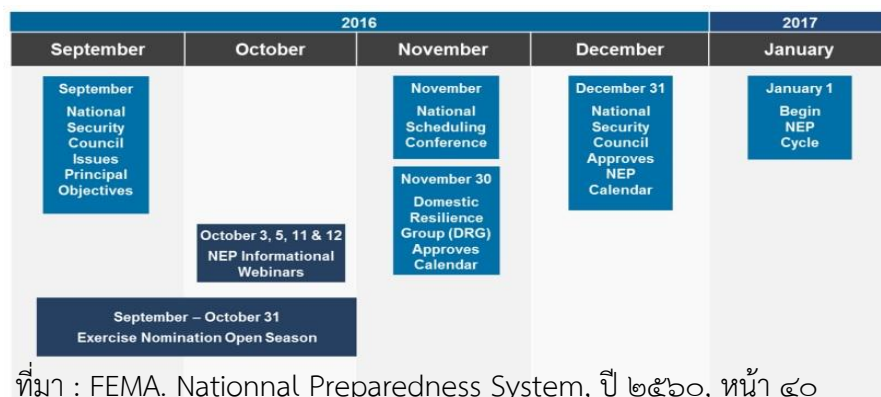 2016
2017
September
October
November
December
January
September
National
Security
Council
Issues
Principal
Objectives
October 3, 5, 11 & 12
NEP Informational
Webinars
September – October 31
Exercise Nomination Open Season
November
National
Scheduling
Conference
November 30
Domestic
Resilience
Group (DRG)
Approves
Calendar
December 31
National
Security
Council
Approves
NEP
Calendar
January 1
Begin
NEP
Cycle
ที่มา : FEMA. Nationnal Preparedness System, ปี ๒๕๖๐, หน้า ๔๐